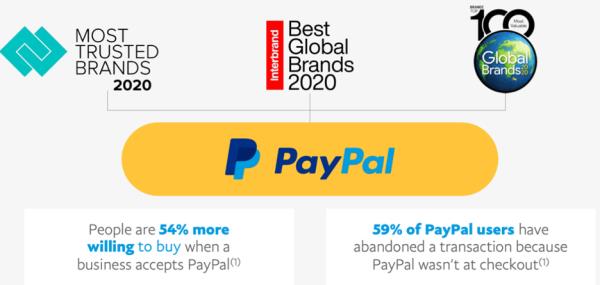 MOST
TRUSTED
BRANDS
2020
Interbrand
Best
Global
Brands
2020
BRANDZ
TOP
100
Most
Valuable
Global
Brands
2020
PayPal
People are 54% more
willing to buy when a
business accepts PayPal(1)
59% of PayPal users have
abandoned a transaction because
PayPal wasn't at checkout(1)